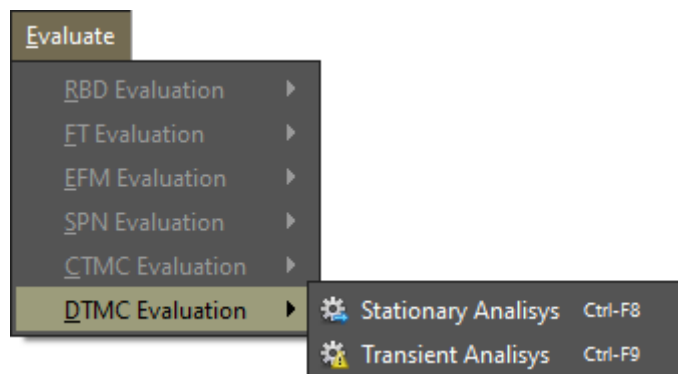 Evaluate
RBD Evaluation
FT Evaluation
EFM Evaluation
SPN Evaluation
CTMC Evaluation
DTMC Evaluation
Stationary Analisys Ctrl-F8
Transient Analisys Ctrl-F9